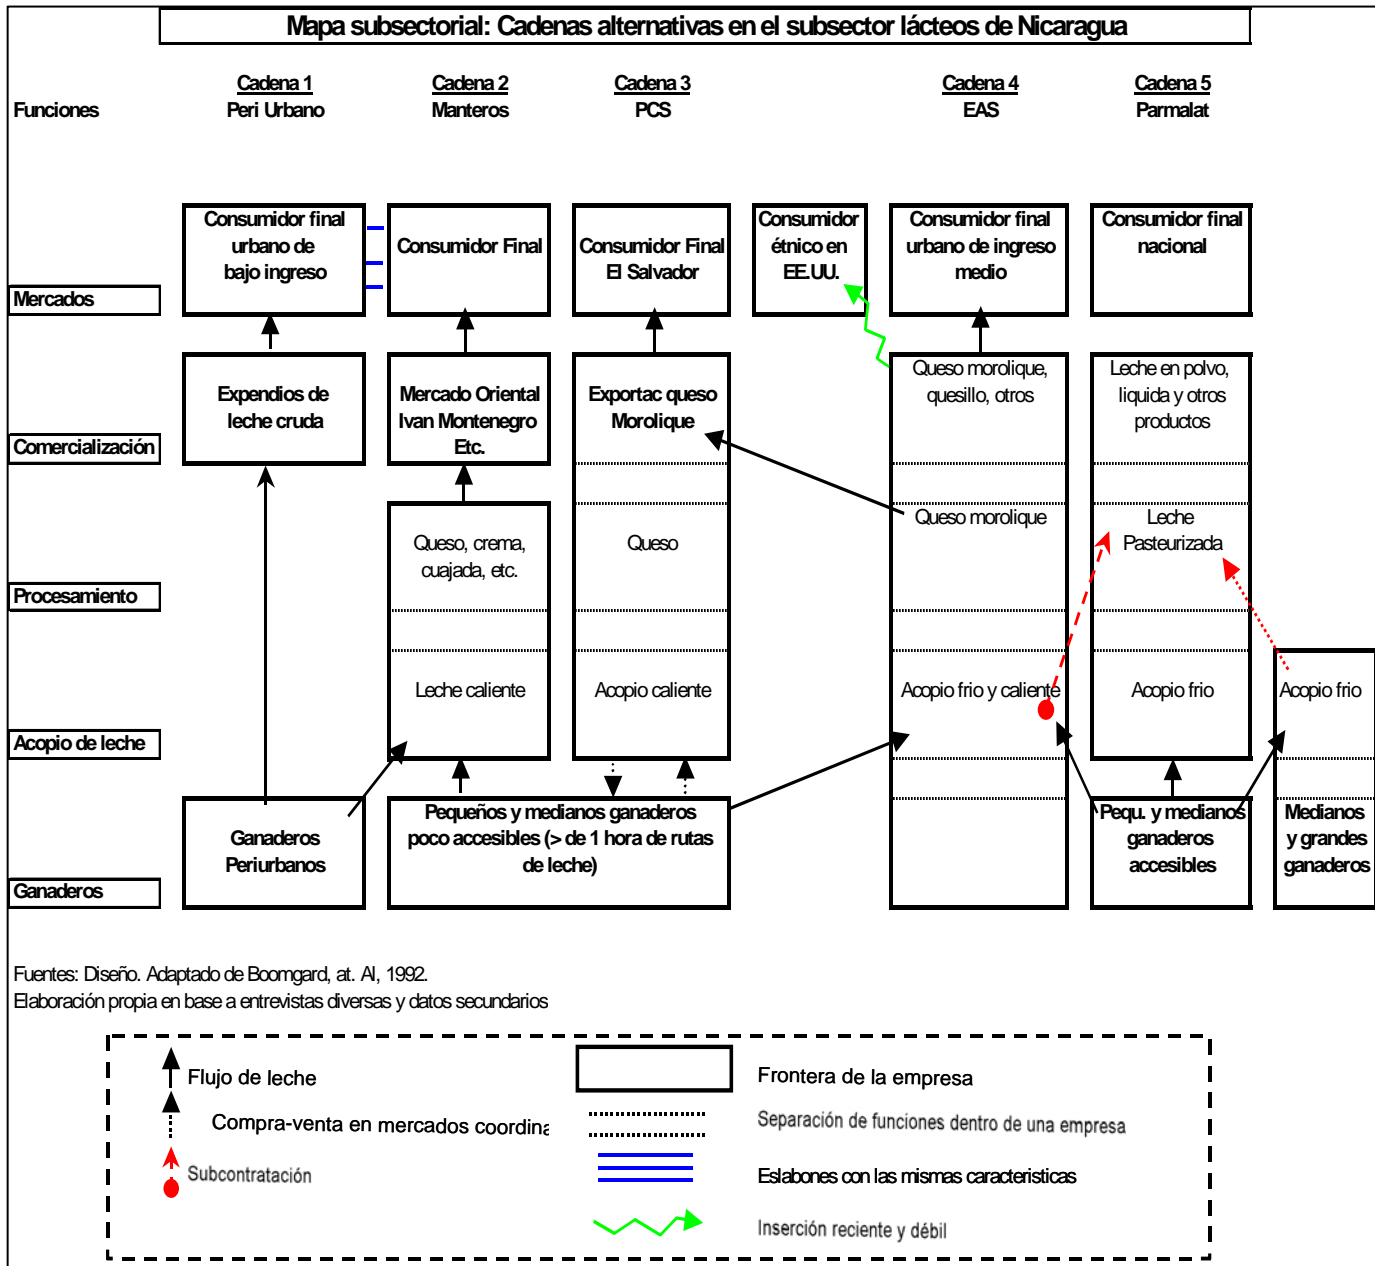 Mapa subsectorial: Cadenas alternativas en el subsector lácteos de Nicaragua
Cadena 1
Cadena 2
Cadena 3
Cadena 4
Cadena 5
Funciones
Peri Urbano
Manteros
PCS
EAS
Parmalat
Consumidor final
urbano de
bajo ingreso
Consumidor Final
Consumidor Final
El Salvador
Consumidor
étnico en
EE.UU.
Consumidor final
urbano de ingreso
medio
Consumidor final
nacional
Mercados
Expendios de
leche cruda
Mercado Oriental
Ivan Montenegro
Etc.
Exportac queso
Morolique
Queso morolique,
quesillo, otros
Leche en polvo,
liquida y otros
productos
Comercialización
Queso, crema,
cuajada, etc.
Queso
Queso morolique
Leche
Pasteurizada
Procesamiento
Leche caliente
Acopio caliente
Acopio frio y caliente
Acopio frio
Acopio frio
Acopio de leche
Ganaderos
Periurbanos
Pequeños y medianos ganaderos
poco accesibles (> de 1 hora de rutas
de leche)
Pequ. y medianos
ganaderos
accesibles
Medianos
y grandes
ganaderos
Ganaderos
Fuentes: Diseño. Adaptado de Boomgard, at. Al, 1992.
Elaboración propia en base a entrevistas diversas y datos secundarios
Flujo de leche
Frontera de la empresa
Compra-venta en mercados coordina
Separación de funciones dentro de una empresa
Subcontratación
Eslabones con las mismas caracteristicas
Inserción reciente y débil